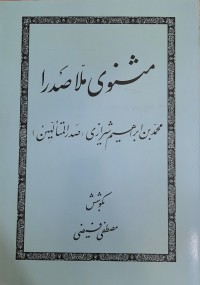 مثنوی ملاصدرا
محمد بن ابراهیم شیرازی (صدرالمتألهین)
بکوشش
مصطفی فیضی